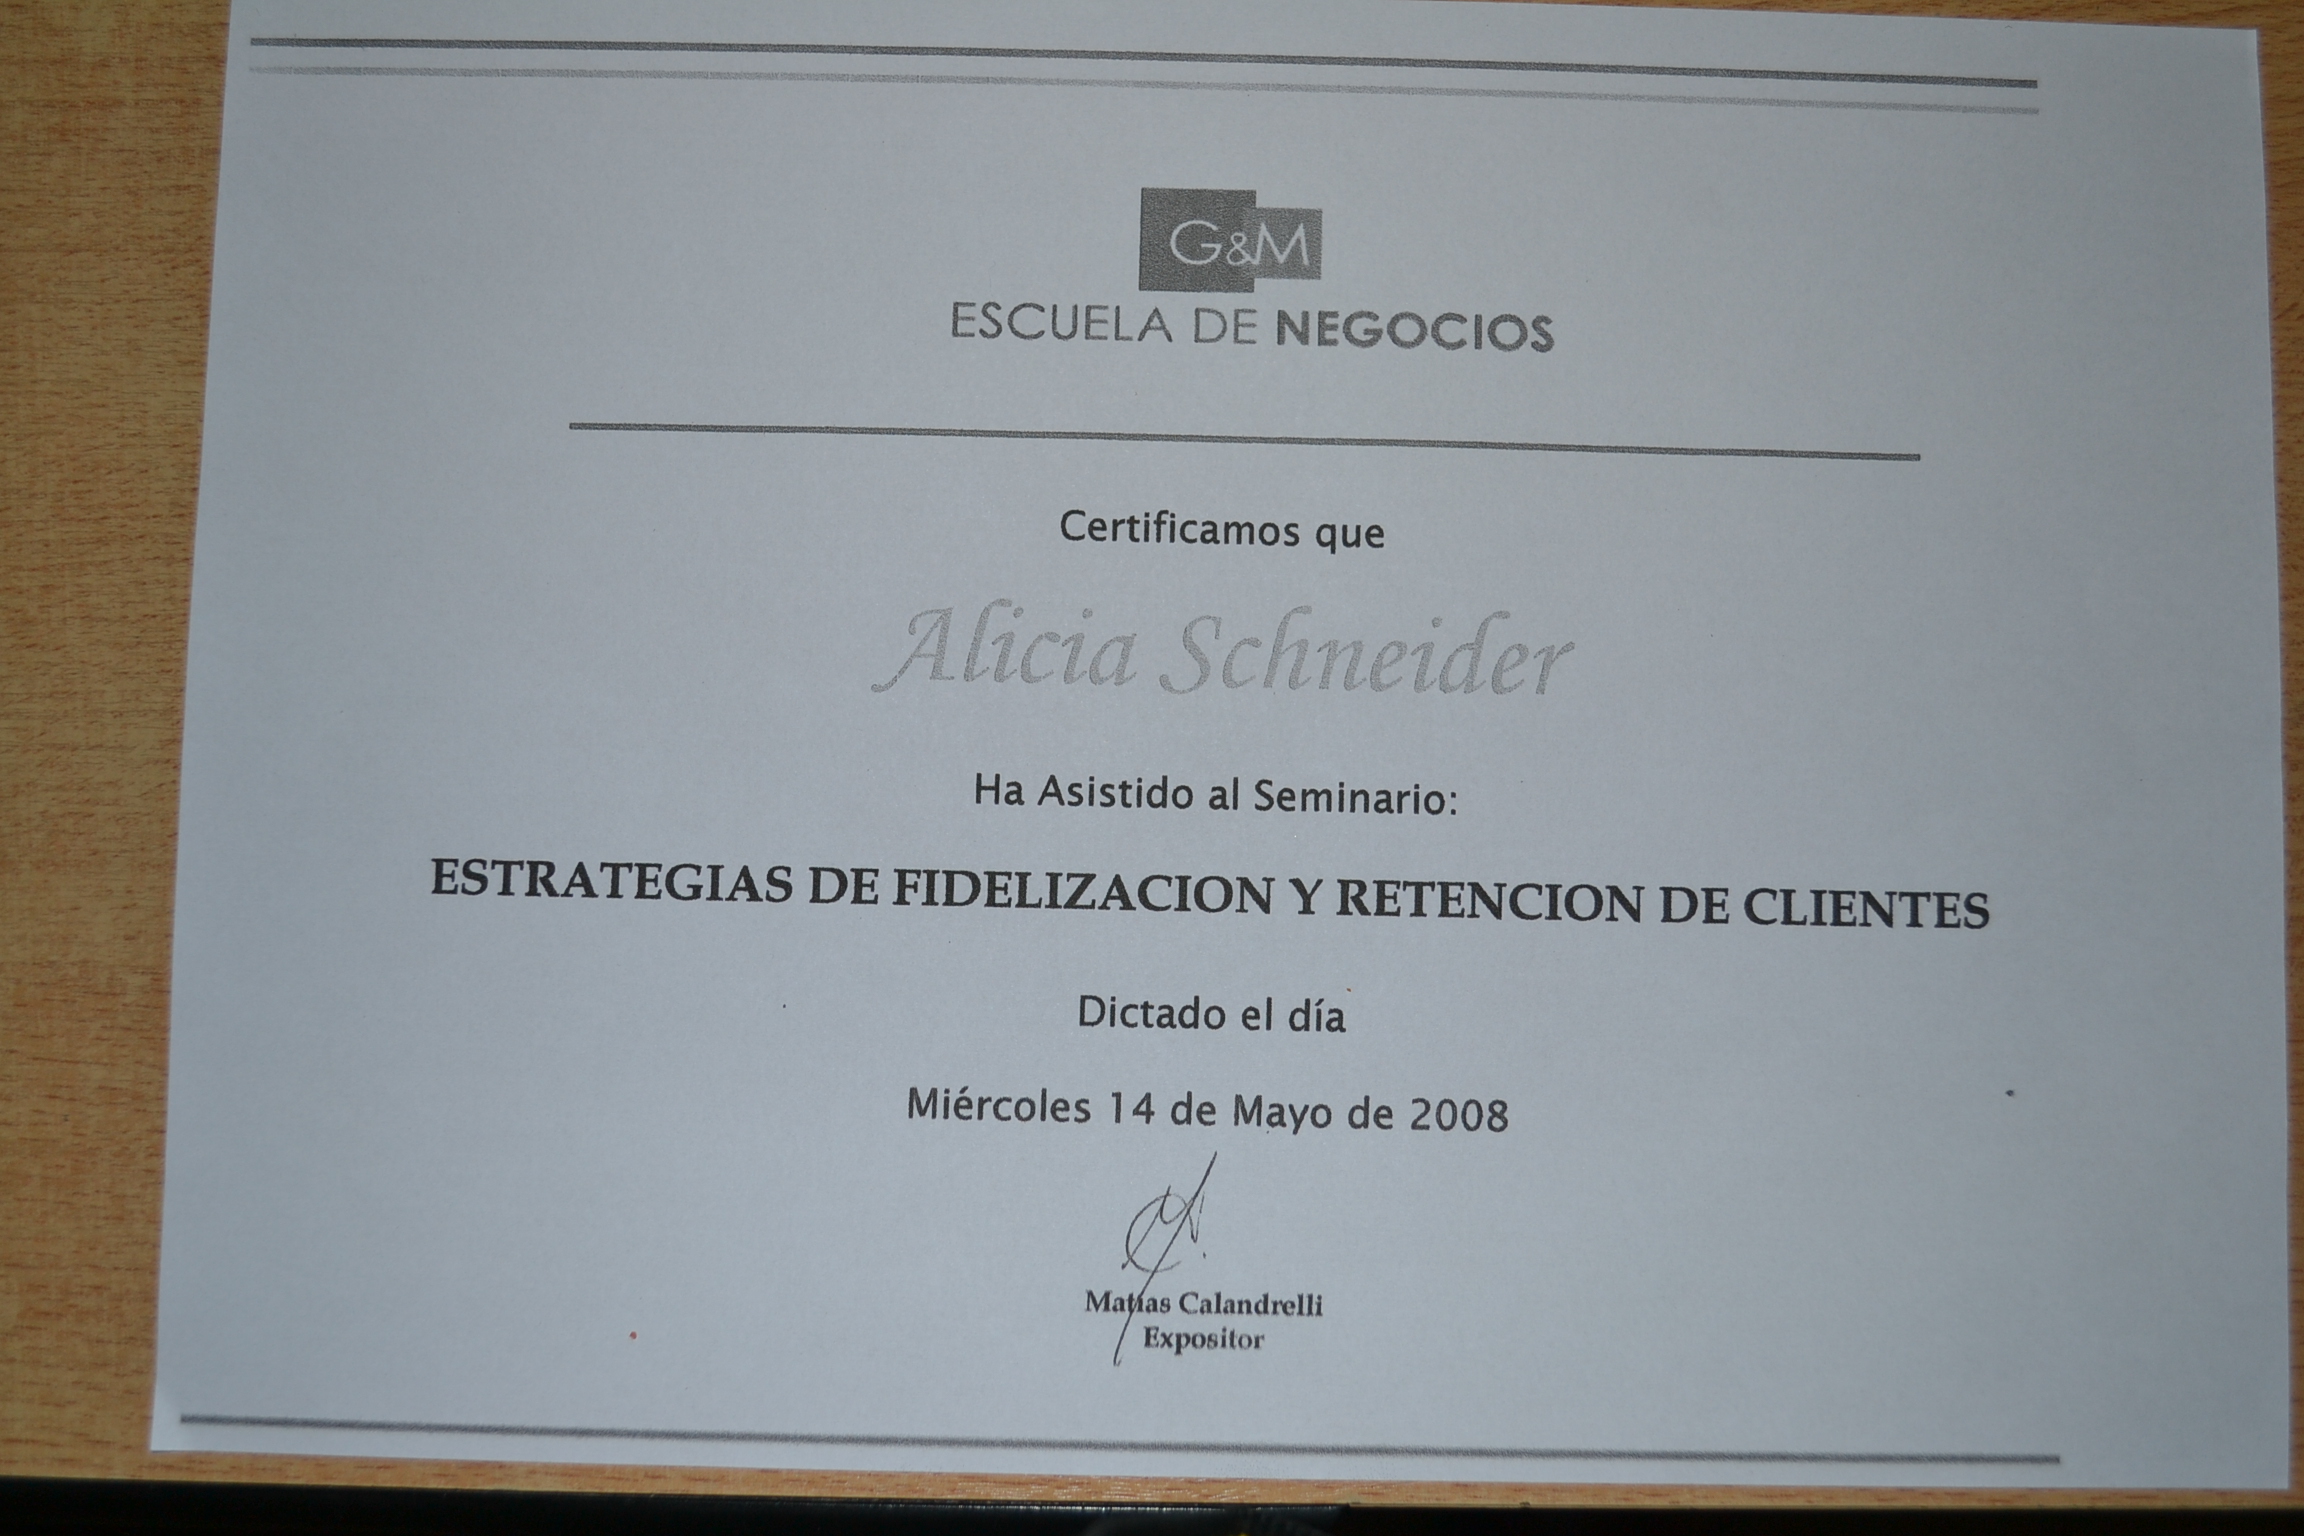 G&M
ESCUELA DE NEGOCIOS
Certificamos que
Alicia Schneider
Ha Asistido al Seminario:
ESTRATEGIAS DE FIDELIZACION Y RETENCION DE CLIENTES
Dictado el día
Miércoles 14 de Mayo de 2008
Matías Calandrelli
Expositor